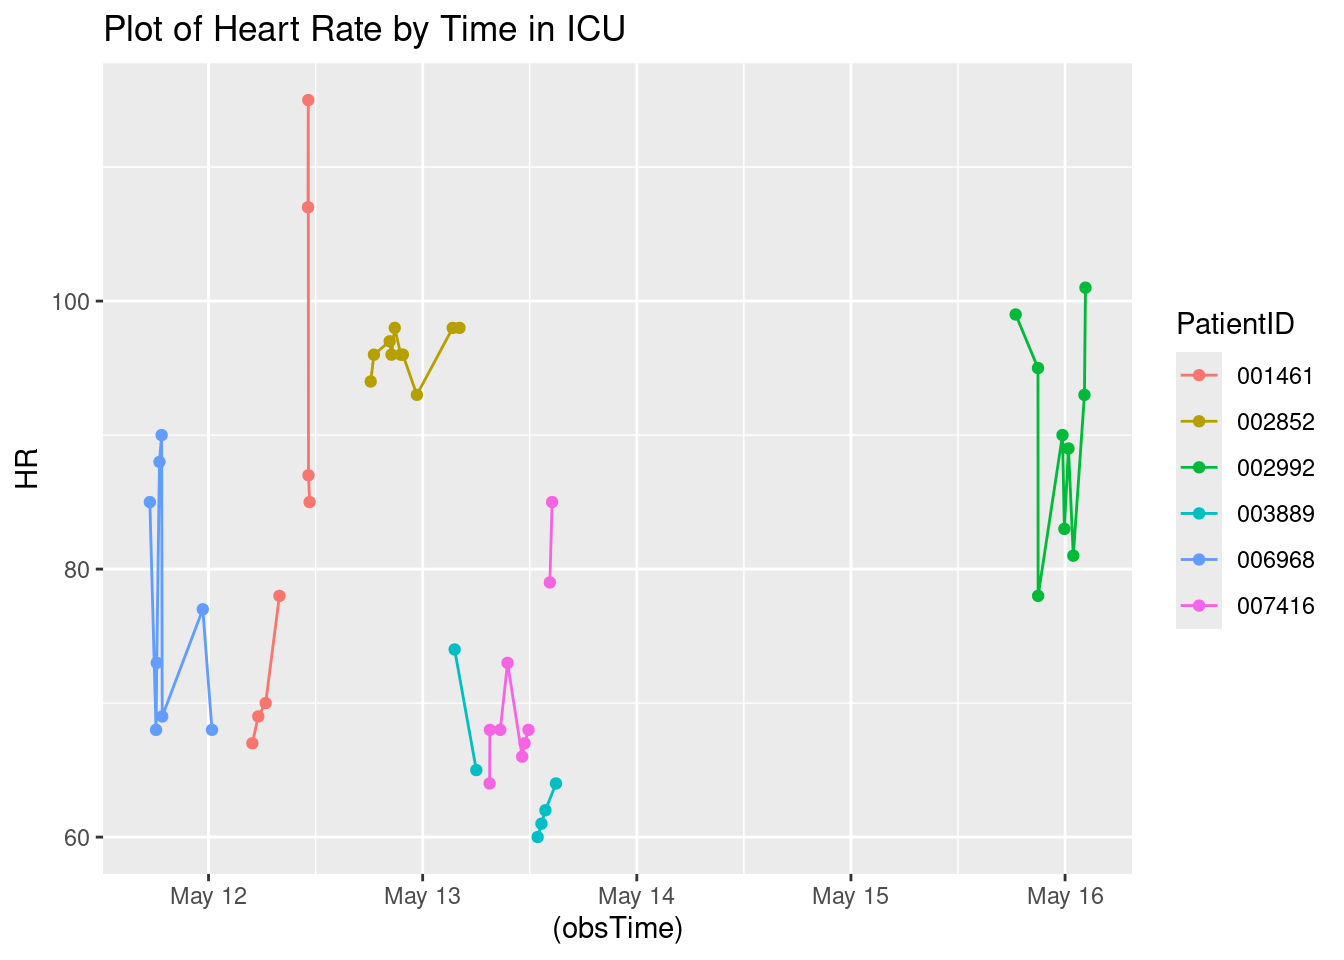 Plot of Heart Rate by Time in ICU
HR
100
80
60
May 12
May 13
May 14
May 15
May 16
(obsTime)
PatientID
001461
002852
002992
003889
006968
007416